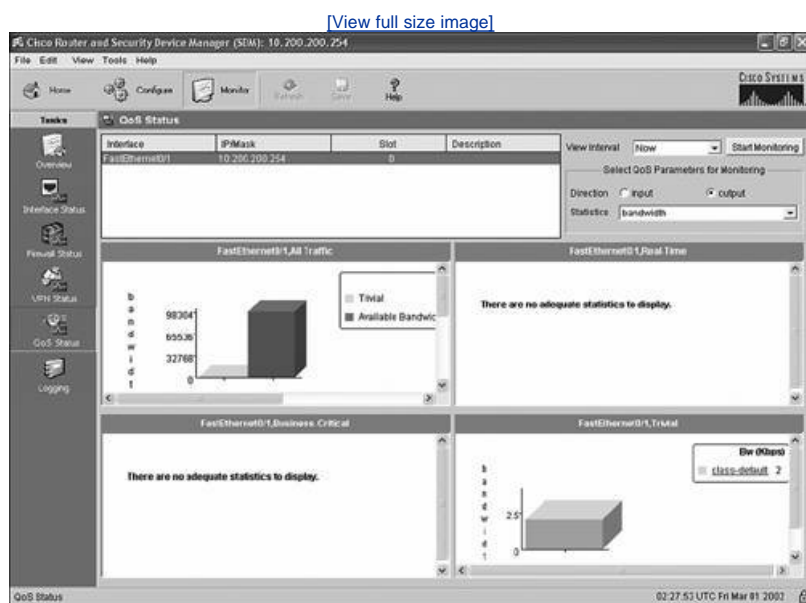 [View full size image]
Cisco Router and Security Device Manager (SDM): 10.200.200.254
File Edit View Tools Help
Home Configure Monitor Refresh Save Help
CISCO SYSTEMS
Tasks
QoS Status
Overview
Interface Status
Firewall Status
VPN Status
QoS Status
Logging
Interface IP/Mask Slot Description
FastEthernet0/1 10.200.200.254 0
View Interval Now Start Monitoring
Select QoS Parameters for Monitoring
Direction input output
Statistics bandwidth
FastEthernet0/1,All Traffic
bandwidt
98304
65536
32768
0
Trivial
Available Bandwic
FastEthernet0/1,Real-Time
There are no adequate statistics to display.
FastEthernet0/1,Business-Critical
There are no adequate statistics to display.
FastEthernet0/1,Trivial
bandwidt
2.5
0
Bw (Kbps)
class-default 2
QoS Status
02:27:53 UTC Fri Mar 01 2002